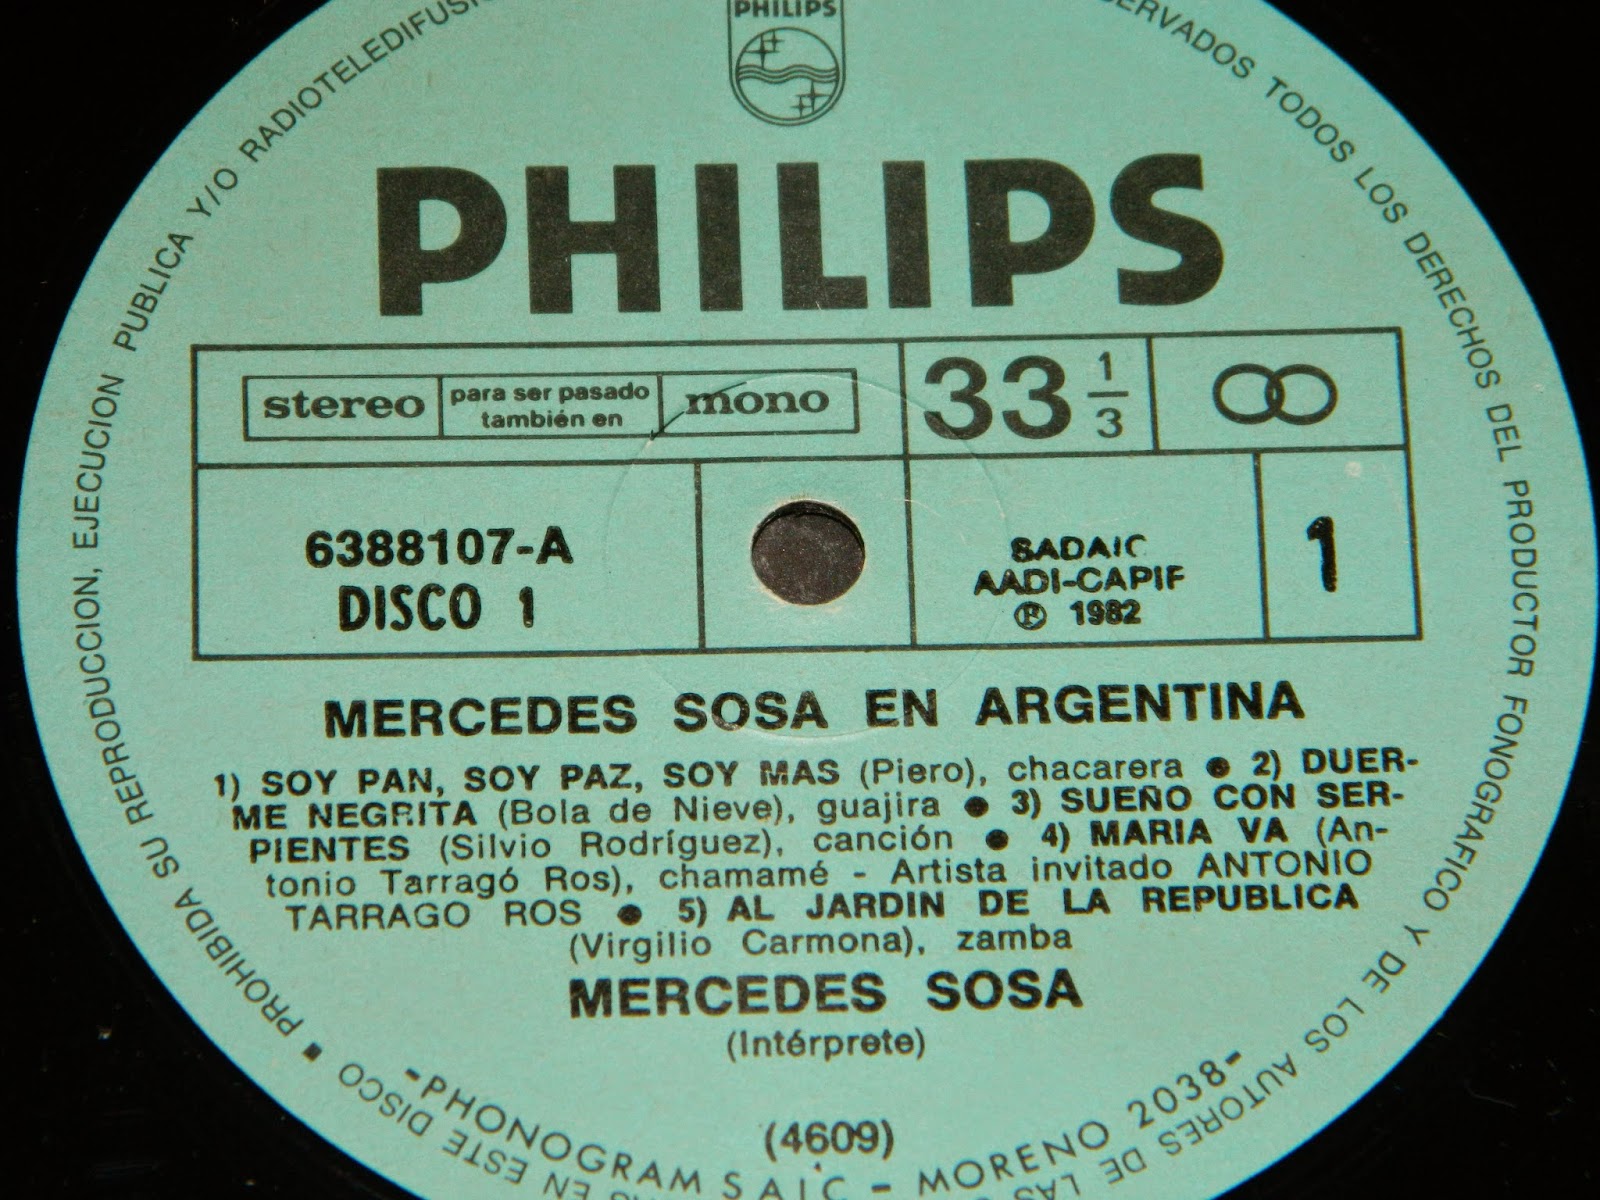 PHILIPS
PHILIPS
stereo
para ser pasado
también en
mono
33 1/3
6388107-A
DISCO 1
SADAIC
AADI-CAPIF
℗ 1982
1
MERCEDES SOSA EN ARGENTINA
1) SOY PAN, SOY PAZ, SOY MAS (Piero), chacarera ● 2) DUER-
ME NEGRITA (Bola de Nieve), guajira ● 3) SUEÑO CON SER-
PIENTES (Silvio Rodríguez), canción ● 4) MARIA VA (An-
tonio Tarragó Ros), chamamé - Artista invitado ANTONIO
TARRAGO ROS ● 5) AL JARDIN DE LA REPUBLICA
(Virgilio Carmona), zamba
MERCEDES SOSA
(Intérprete)
(4609)
-PHONOGRAM SAIC - MORENO 2038-
RESERVADOS TODOS LOS DERECHOS DEL PRODUCTOR FONOGRAFICO Y DE LOS AUTORES DE LAS
EN ESTE DISCO ■ PROHIBIDA SU REPRODUCCION, EJECUCION PUBLICA Y/O RADIOTELEDIFUSION